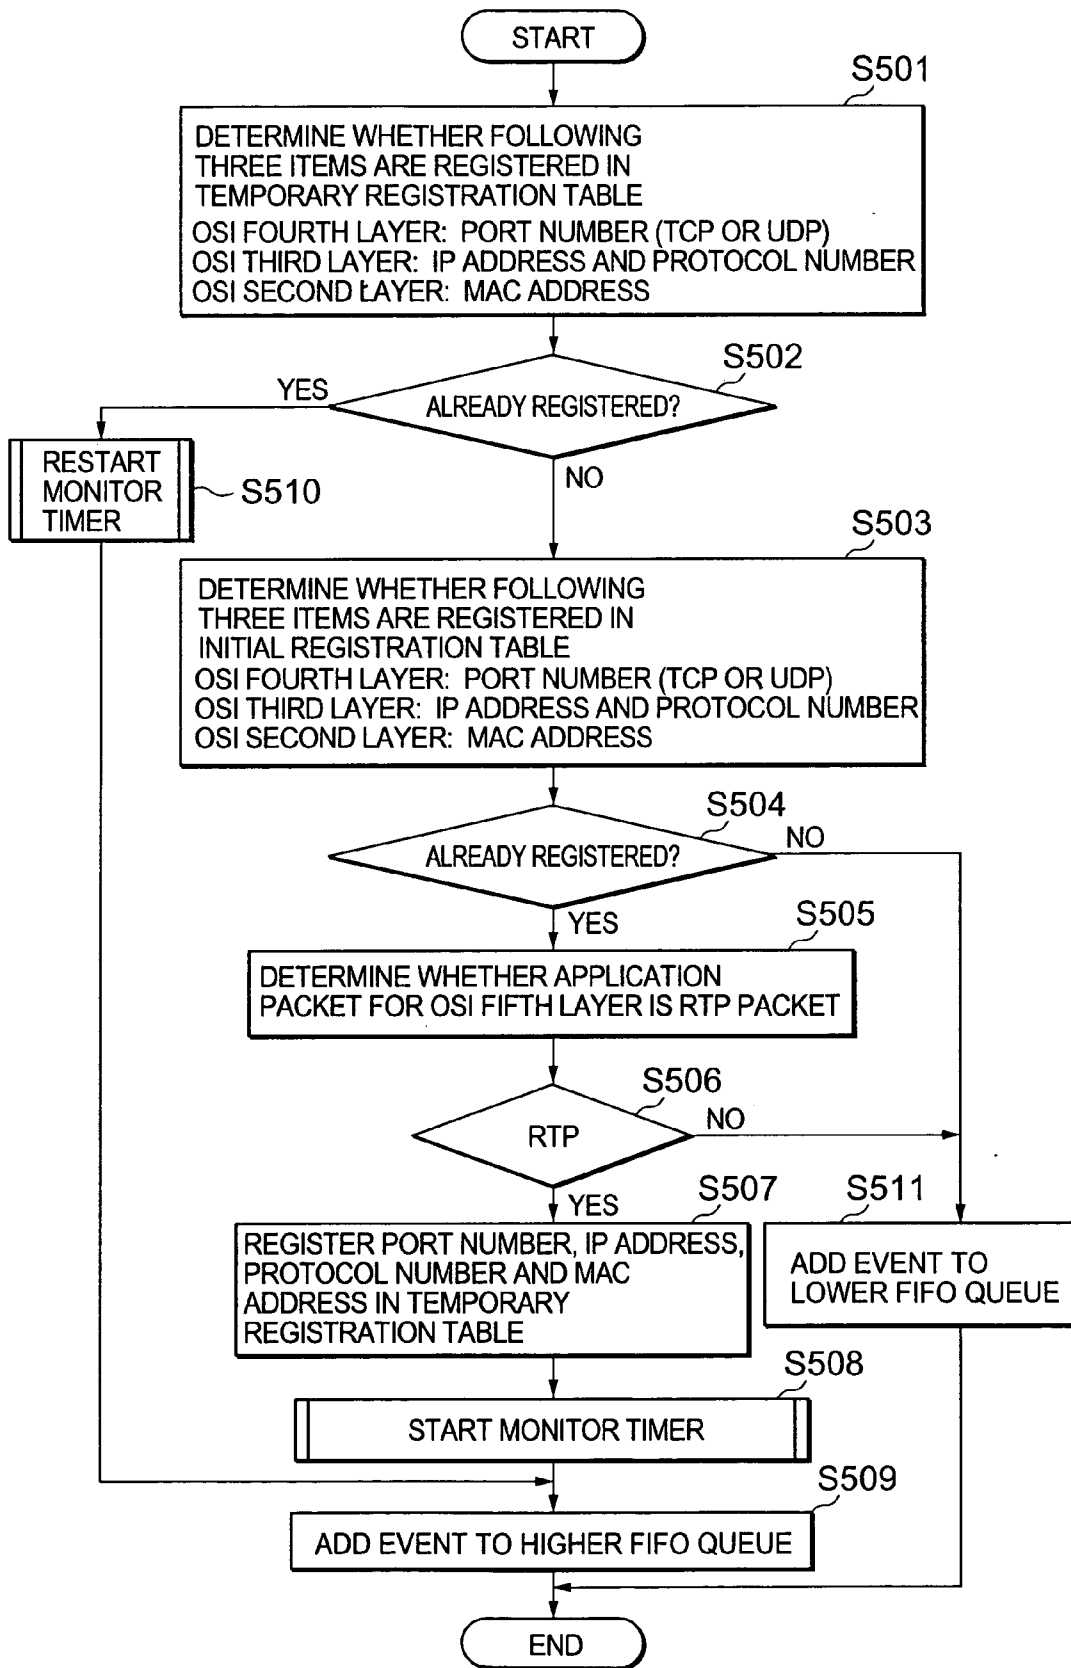 START
S501
DETERMINE WHETHER FOLLOWING
THREE ITEMS ARE REGISTERED IN
TEMPORARY REGISTRATION TABLE
OSI FOURTH LAYER: PORT NUMBER (TCP OR UDP)
OSI THIRD LAYER: IP ADDRESS AND PROTOCOL NUMBER
OSI SECOND LAYER: MAC ADDRESS
S502
YES
ALREADY REGISTERED?
NO
RESTART
MONITOR
TIMER
S510
S503
DETERMINE WHETHER FOLLOWING
THREE ITEMS ARE REGISTERED IN
INITIAL REGISTRATION TABLE
OSI FOURTH LAYER: PORT NUMBER (TCP OR UDP)
OSI THIRD LAYER: IP ADDRESS AND PROTOCOL NUMBER
OSI SECOND LAYER: MAC ADDRESS
S504
NO
ALREADY REGISTERED?
YES
S505
DETERMINE WHETHER APPLICATION
PACKET FOR OSI FIFTH LAYER IS RTP PACKET
S506
NO
RTP
YES
S507
REGISTER PORT NUMBER, IP ADDRESS,
PROTOCOL NUMBER AND MAC
ADDRESS IN TEMPORARY
REGISTRATION TABLE
S511
ADD EVENT TO
LOWER FIFO QUEUE
S508
START MONITOR TIMER
S509
ADD EVENT TO HIGHER FIFO QUEUE
END